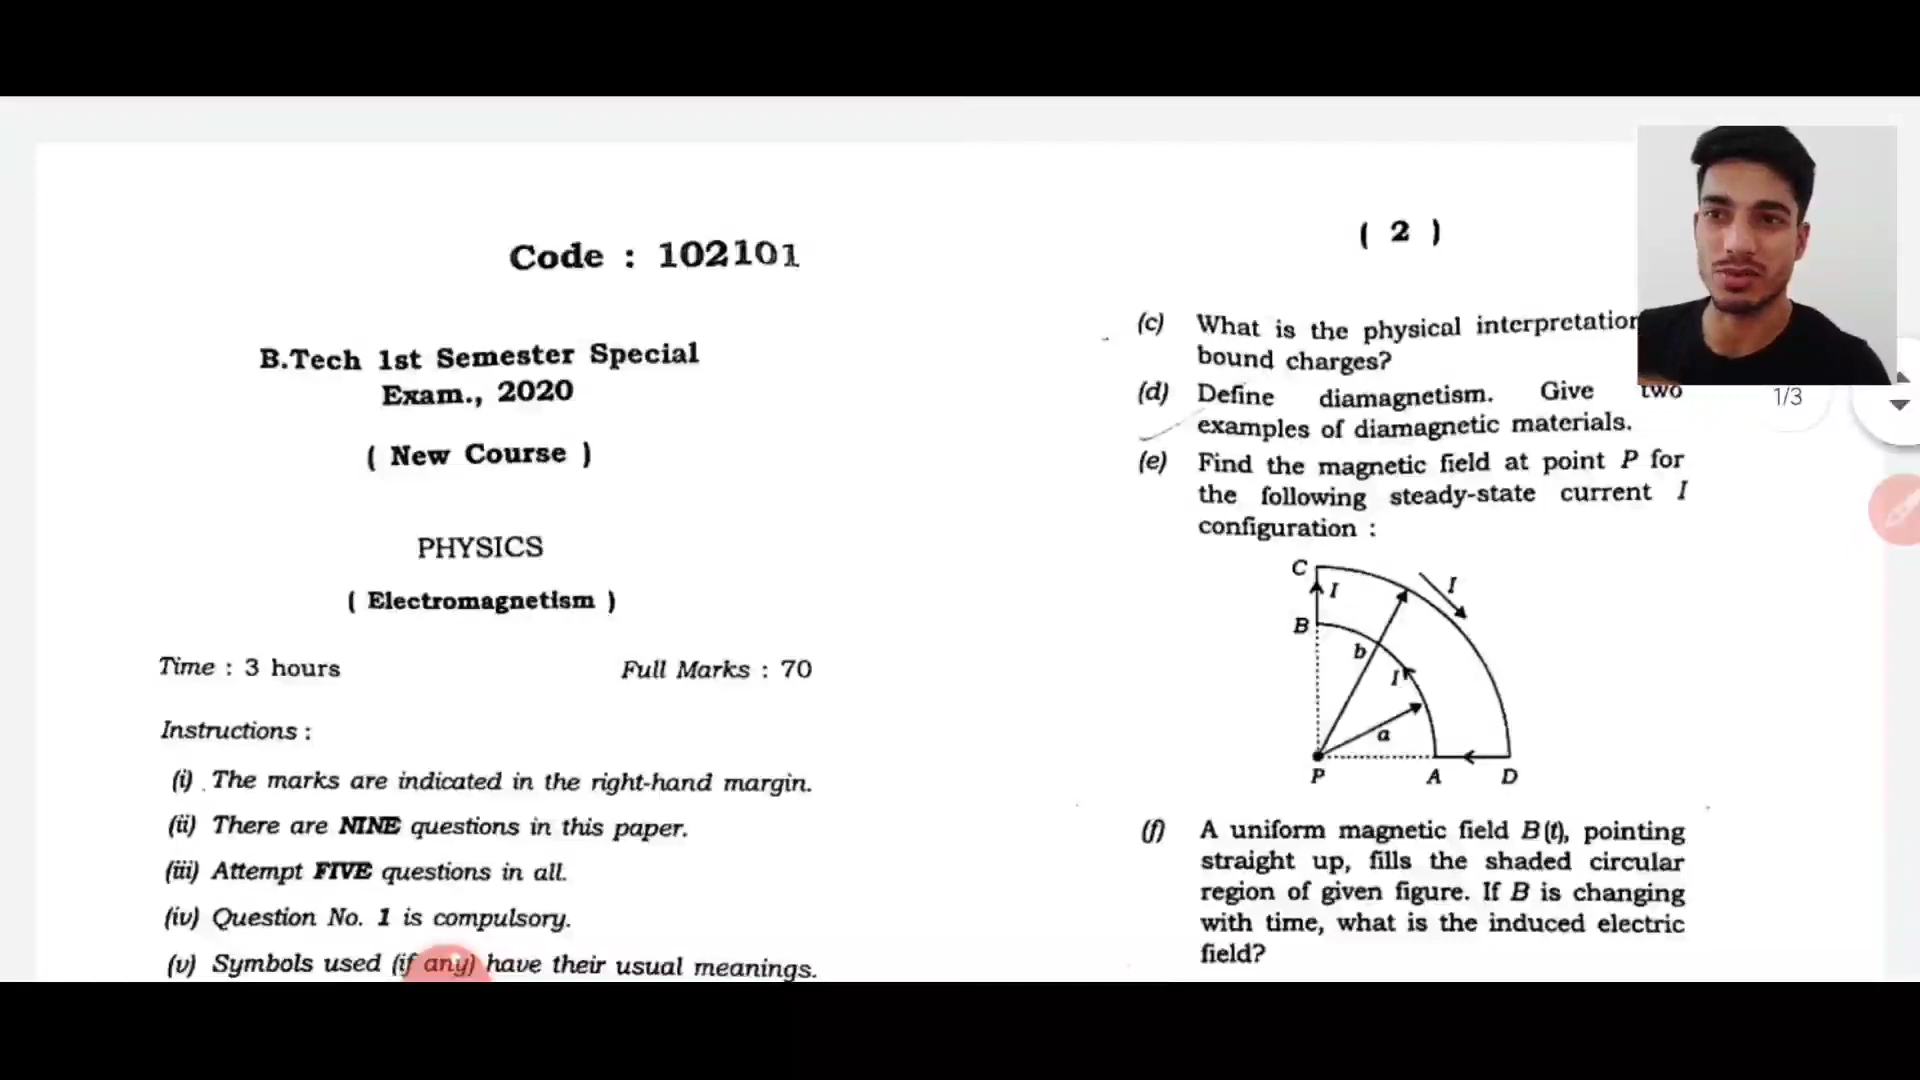 Code : 102101
B.Tech 1st Semester Special
Exam., 2020
( New Course )
PHYSICS
( Electromagnetism )
Time : 3 hours Full Marks : 70
Instructions :
(i) The marks are indicated in the right-hand margin.
(ii) There are NINE questions in this paper.
(iii) Attempt FIVE questions in all.
(iv) Question No. 1 is compulsory.
(v) Symbols used (if any) have their usual meanings.
( 2 )
(c) What is the physical interpretation
bound charges?
(d) Define diamagnetism. Give two
examples of diamagnetic materials.
(e) Find the magnetic field at point P for
the following steady-state current I
configuration :
C
I
I
B
b
I
a
P A D
(f) A uniform magnetic field B(t), pointing
straight up, fills the shaded circular
region of given figure. If B is changing
with time, what is the induced electric
field?
1/3